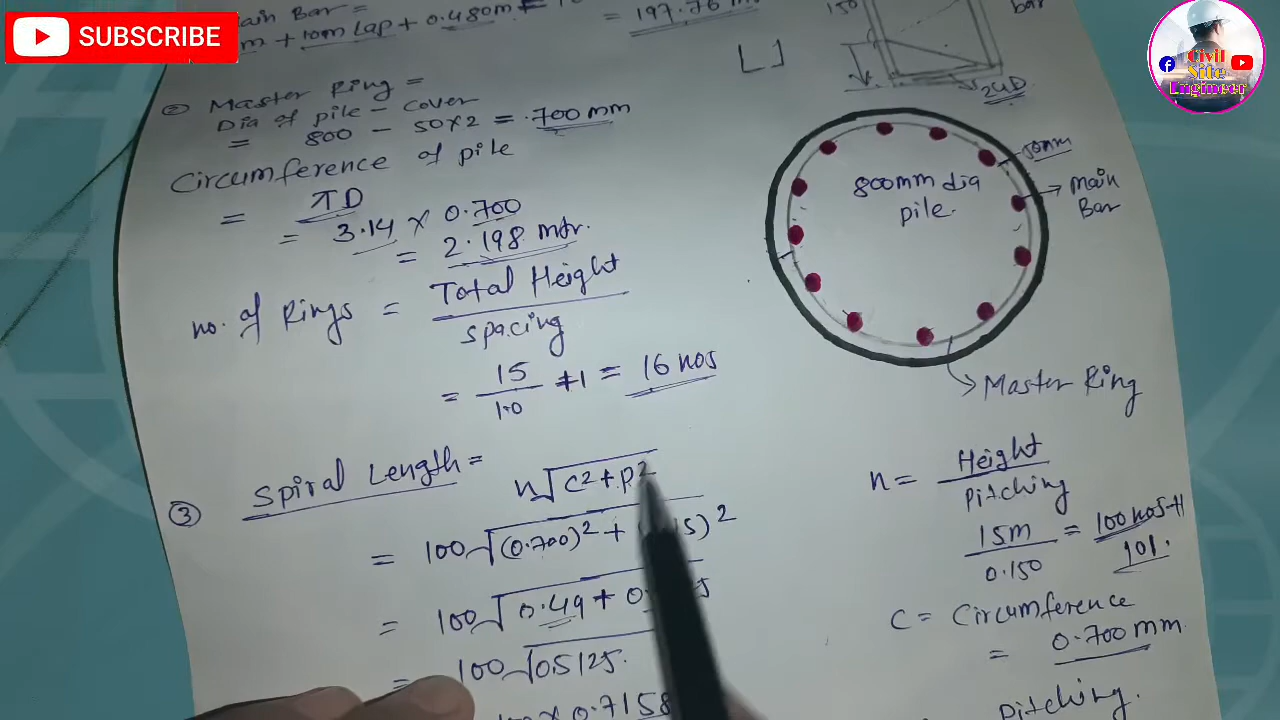 SUBSCRIBE
Main Bar =
m + 10m Lap + 0.480m = 197.76 m
② Master Ring =
Dia of pile - Cover
= 800 - 50×2 = 700 mm
Circumference of pile
= πD
= 3.14 × 0.700
= 2.198 mtr.
no. of Rings = Total Height
Spacing
= 15 +1 = 16 nos
1.0
③ Spiral Length =
n√C²+P²
= 100√(0.700)²+ 15)²
= 100√0.49+0
= 100√0.5125
0.7158
150
bar
24D
50mm
800mm dia
pile.
Main
Bar
Master Ring
n = Height
Pitching
15m = 100 nos+1
0.150 101.
C = Circumference
= 0.700 mm
Pitching.
Civil
Site
Engineer